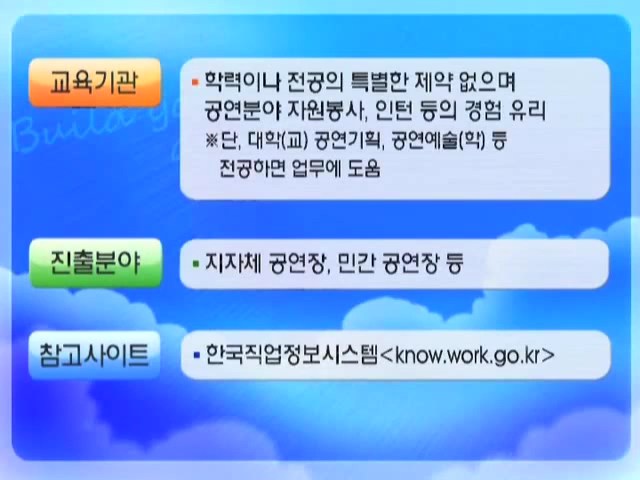 교육기관
▪ 학력이나 전공의 특별한 제약 없으며
공연분야 자원봉사, 인턴 등의 경험 유리
※단, 대학(교) 공연기획, 공연예술(학) 등
전공하면 업무에 도움
Build
진출분야
▪ 지자체 공연장, 민간 공연장 등
참고사이트
▪ 한국직업정보시스템<know.work.go.kr>